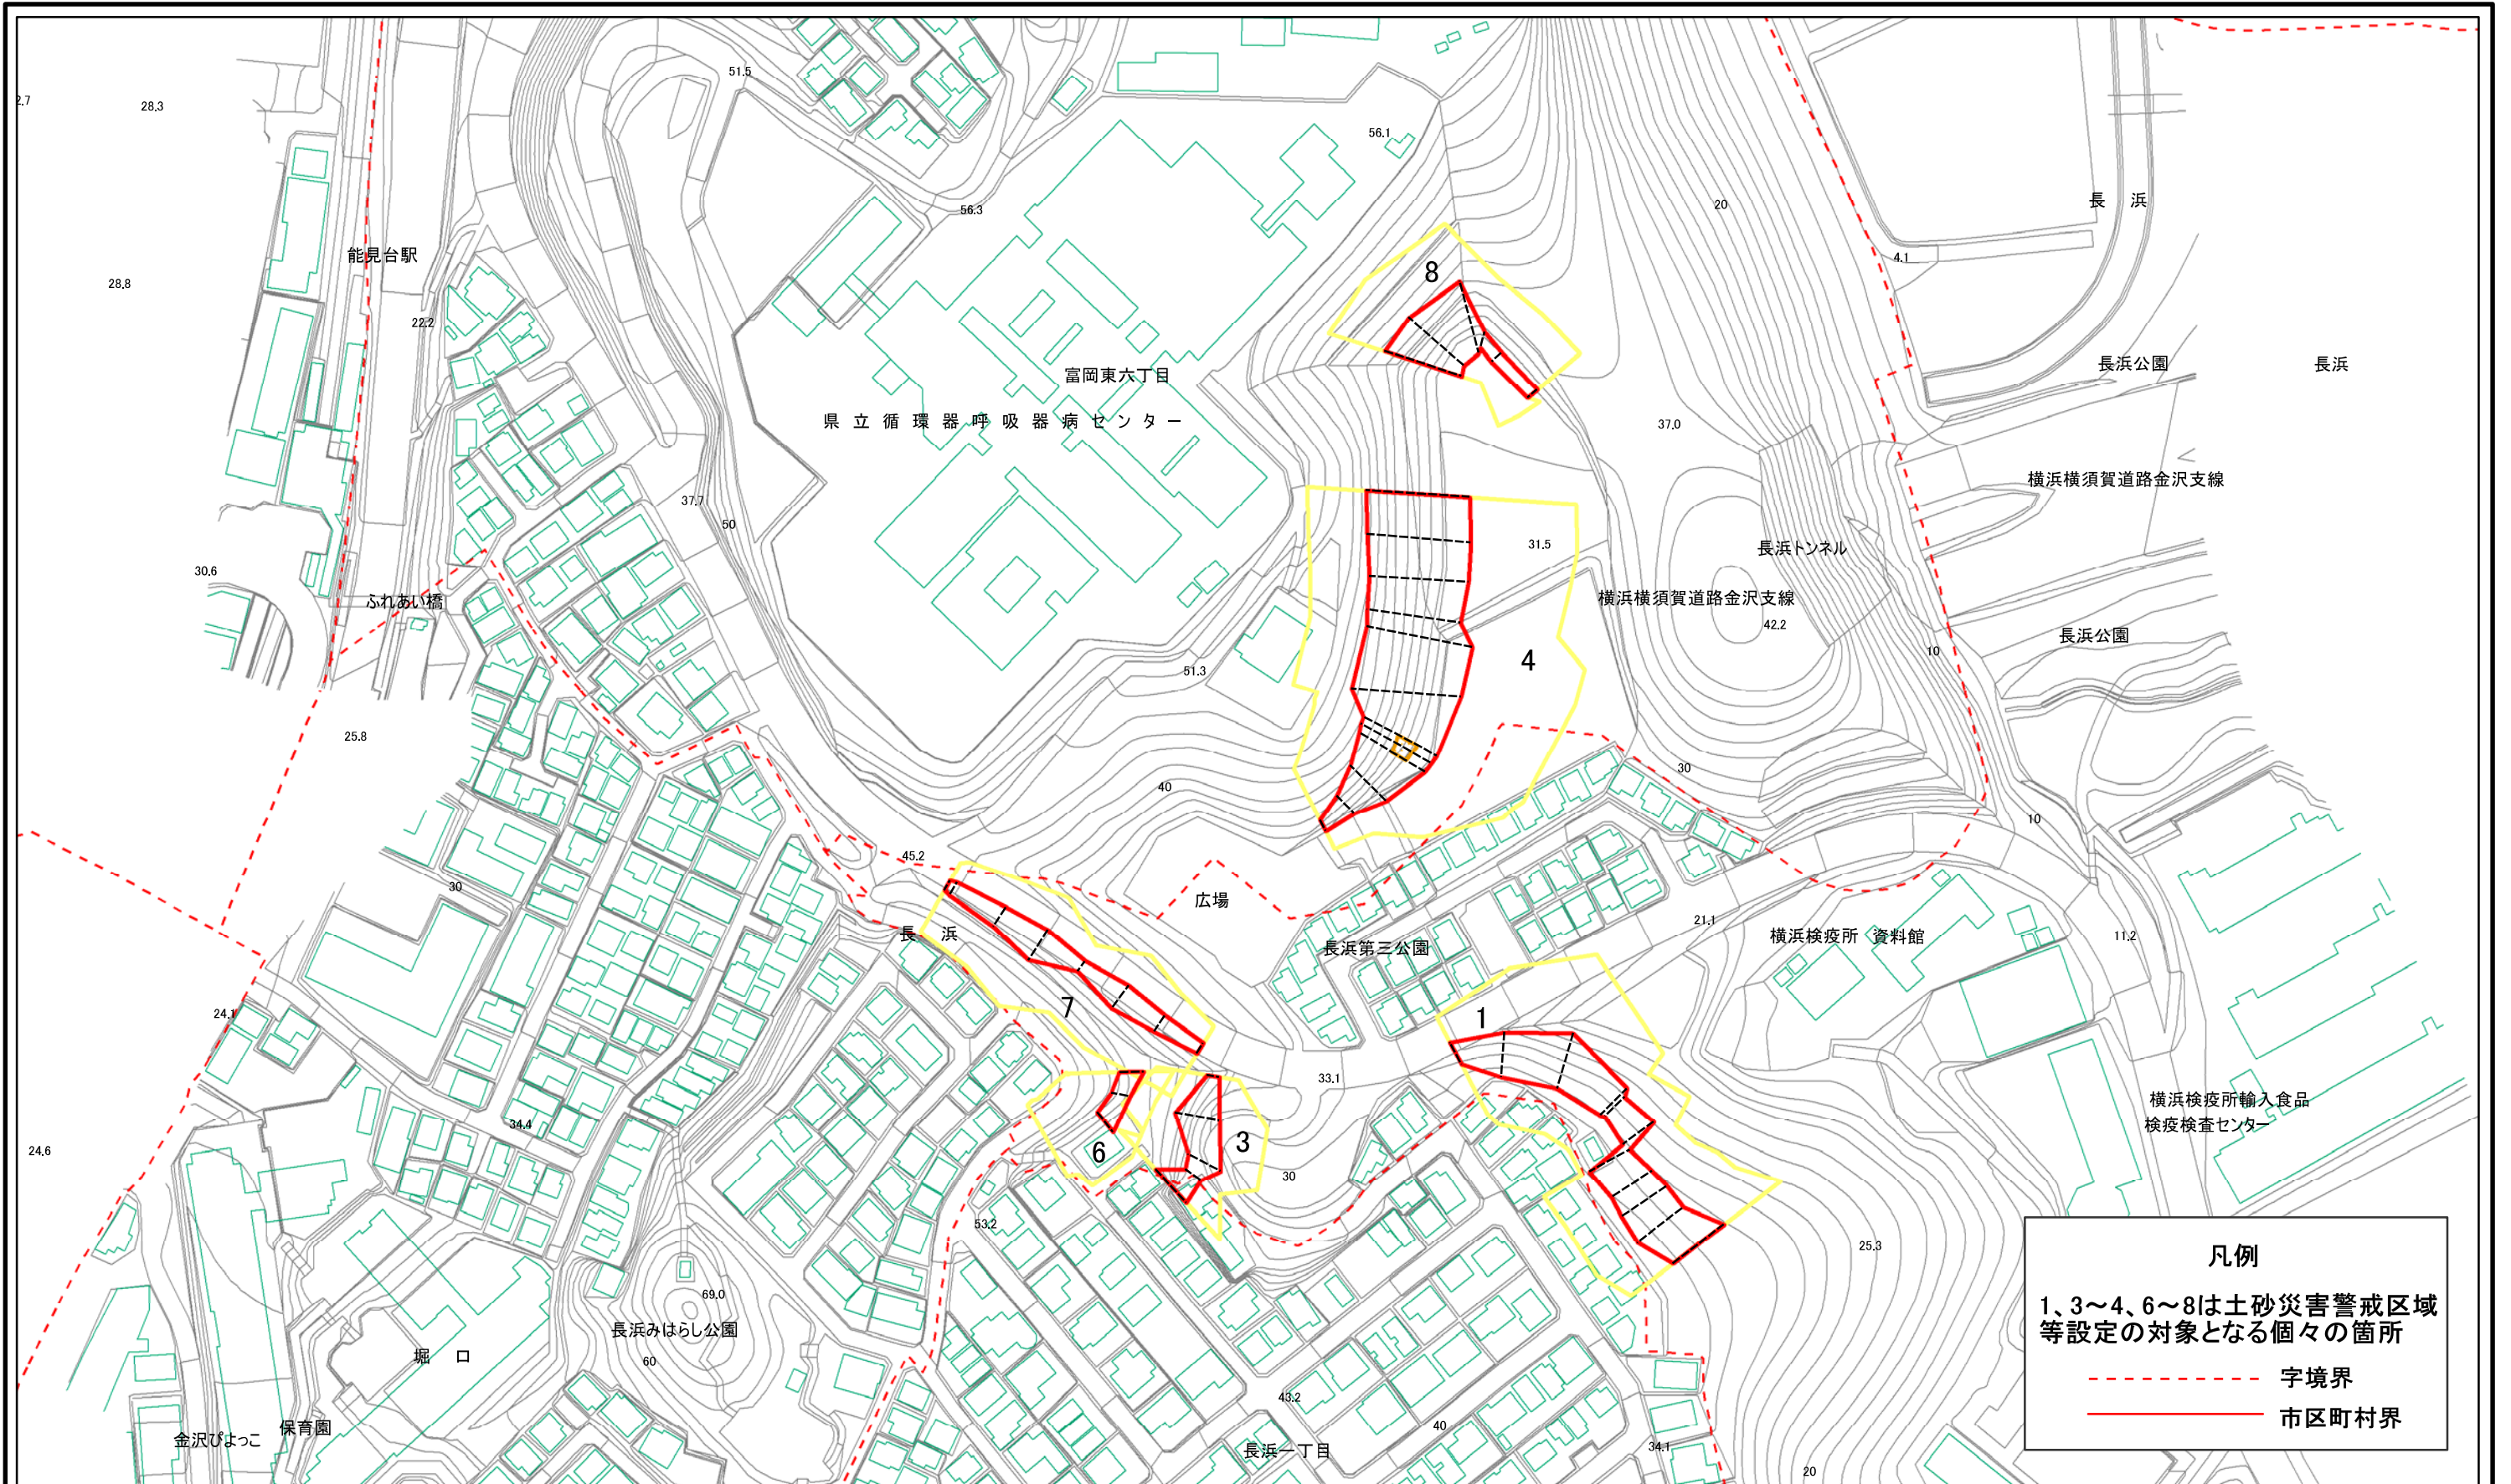 51.5
2.7
28.3
56.1
長 浜
20
56.3
能見台駅
4.1
8
28.8
22.2
長浜公園
長浜
富岡東六丁目
県立循環器呼吸器病センター
37.0
横浜横須賀道路金沢支線
37.7
50
31.5
長浜トンネル
30.6
ふれあい橋
横浜横須賀道路金沢支線
42.2
長浜公園
10
4
51.3
25.8
30
40
10
45.2
30
広場
21.1
長 浜
長浜第三公園
横浜検疫所 資料館
11.2
7
24.1
1
33.1
横浜検疫所輸入食品
検疫検査センター
34.4
24.6
6
3
30
53.2
25.3
69.0
長浜みはらし公園
堀 口
60
43.2
40
保育園
金沢ぴよっこ
長浜一丁目
34.1
20
凡例
1、3～4、6～8は土砂災害警戒区域
等設定の対象となる個々の箇所
字境界
市区町村界